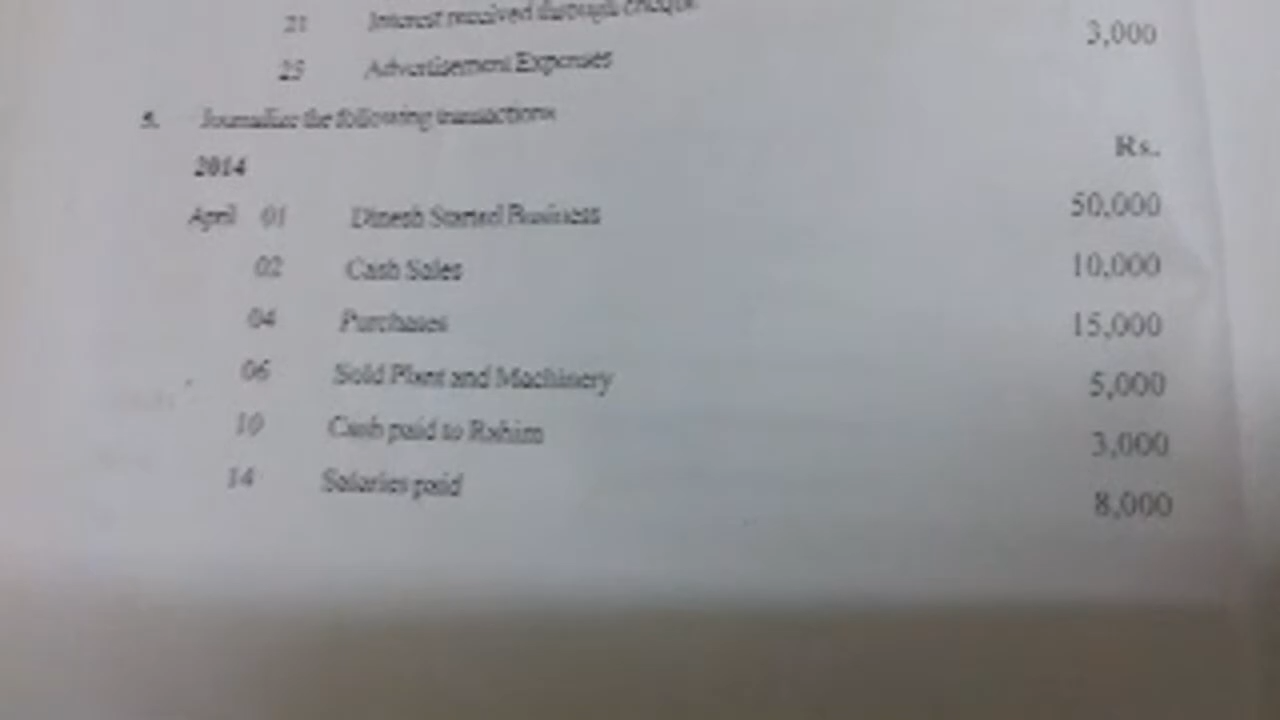 21 Interest received through cheque
3,000
25 Advertisement Expenses
5. Journalize the following transactions
2014 Rs.
April 01 Dinesh Started Business 50,000
02 Cash Sales 10,000
04 Purchases 15,000
06 Sold Plant and Machinery 5,000
10 Cash paid to Rahim 3,000
14 Salaries paid 8,000